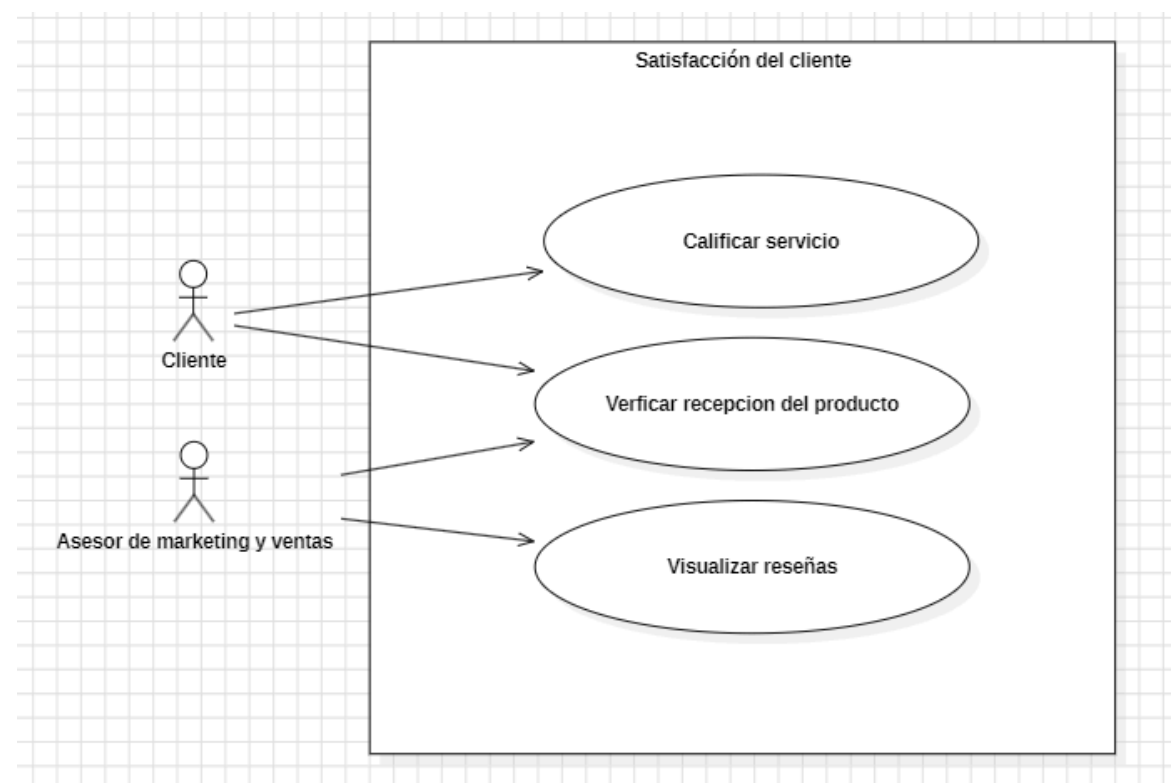 Satisfacción del cliente
Calificar servicio
Cliente
Verficar recepcion del producto
Asesor de marketing y ventas
Visualizar reseñas